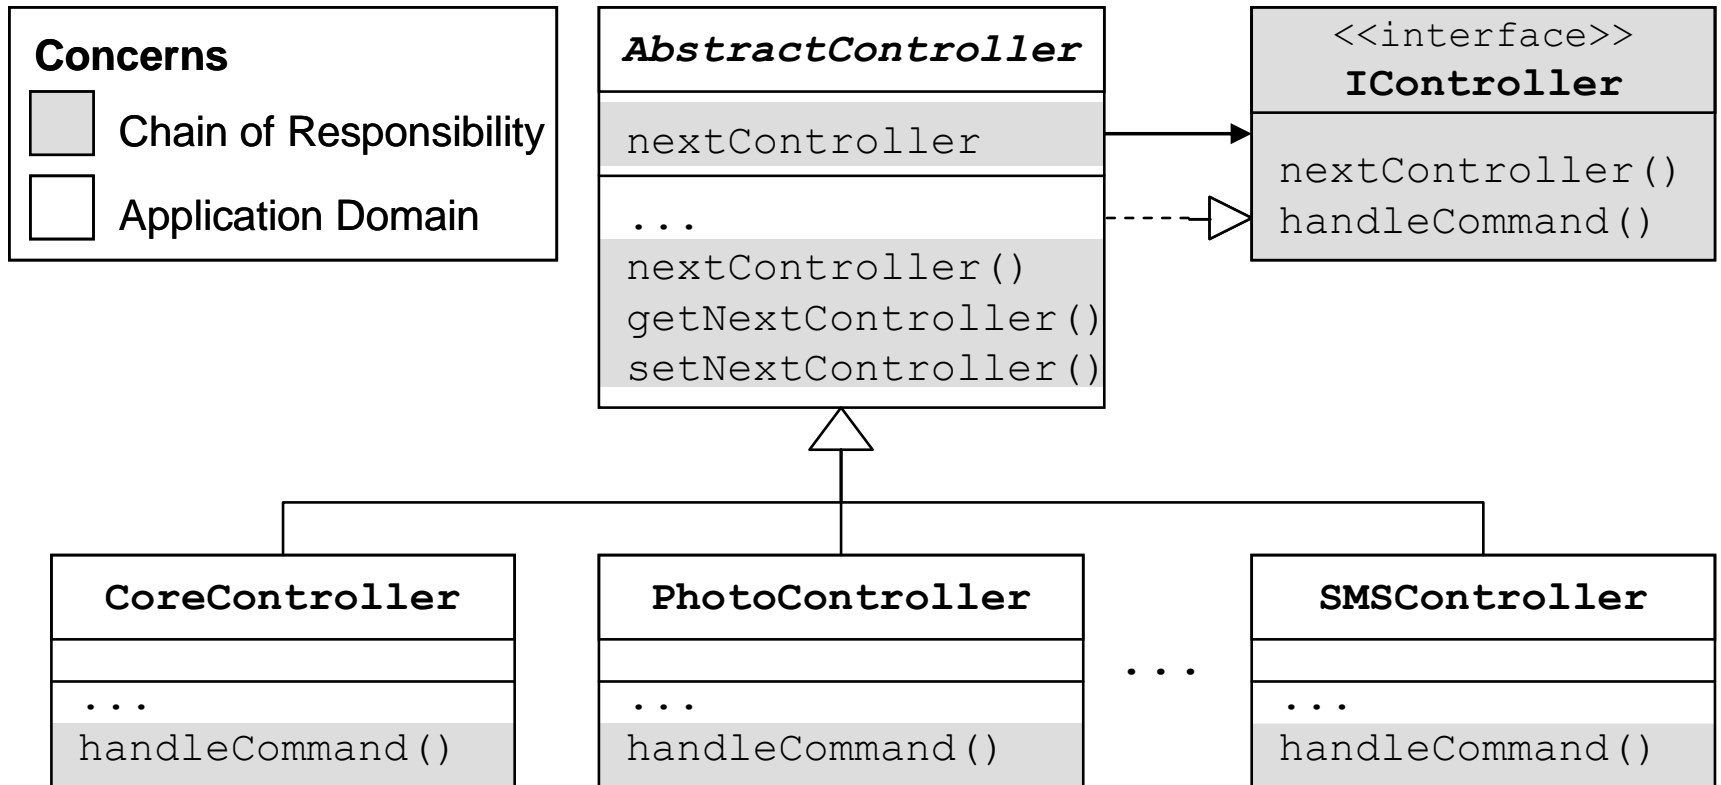 Concerns
Chain of Responsibility
Application Domain
AbstractController
nextController
...
nextController()
getNextController()
setNextController()
<<interface>>
IController
nextController()
handleCommand()
CoreController
...
handleCommand()
PhotoController
...
handleCommand()
...
SMSController
...
handleCommand()